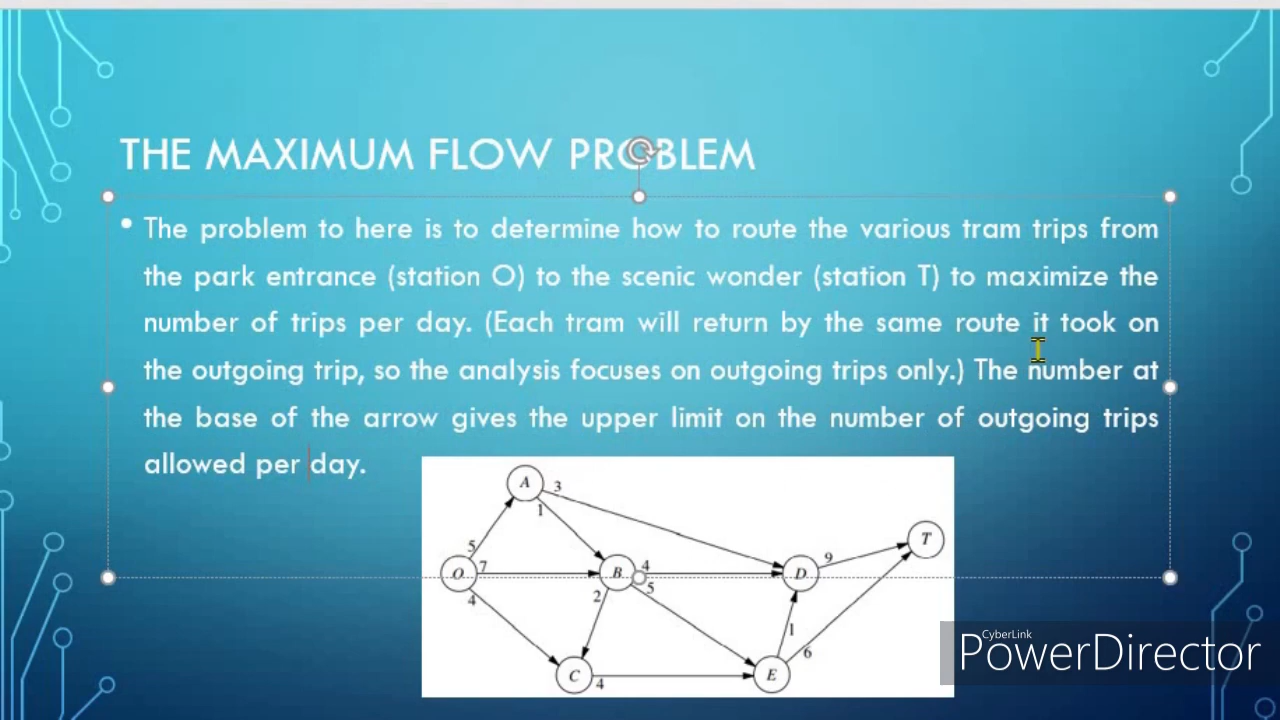 THE MAXIMUM FLOW PROBLEM
• The problem to here is to determine how to route the various tram trips from
the park entrance (station O) to the scenic wonder (station T) to maximize the
number of trips per day. (Each tram will return by the same route it took on
the outgoing trip, so the analysis focuses on outgoing trips only.) The number at
the base of the arrow gives the upper limit on the number of outgoing trips
allowed per day.
A 3
1
T
5
9
O 7
B 4
D
5
4
2
1
6
C 4
E
CyberLink
PowerDirector